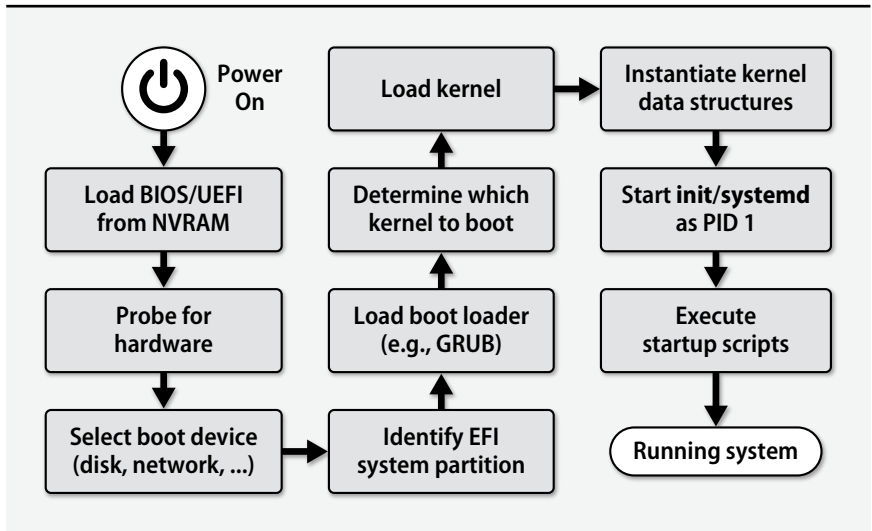 Power
On
Load BIOS/UEFI
from NVRAM
Probe for
hardware
Select boot device
(disk, network, ...)
Identify EFI
system partition
Load boot loader
(e.g., GRUB)
Determine which
kernel to boot
Load kernel
Instantiate kernel
data structures
Start init/systemd
as PID 1
Execute
startup scripts
Running system